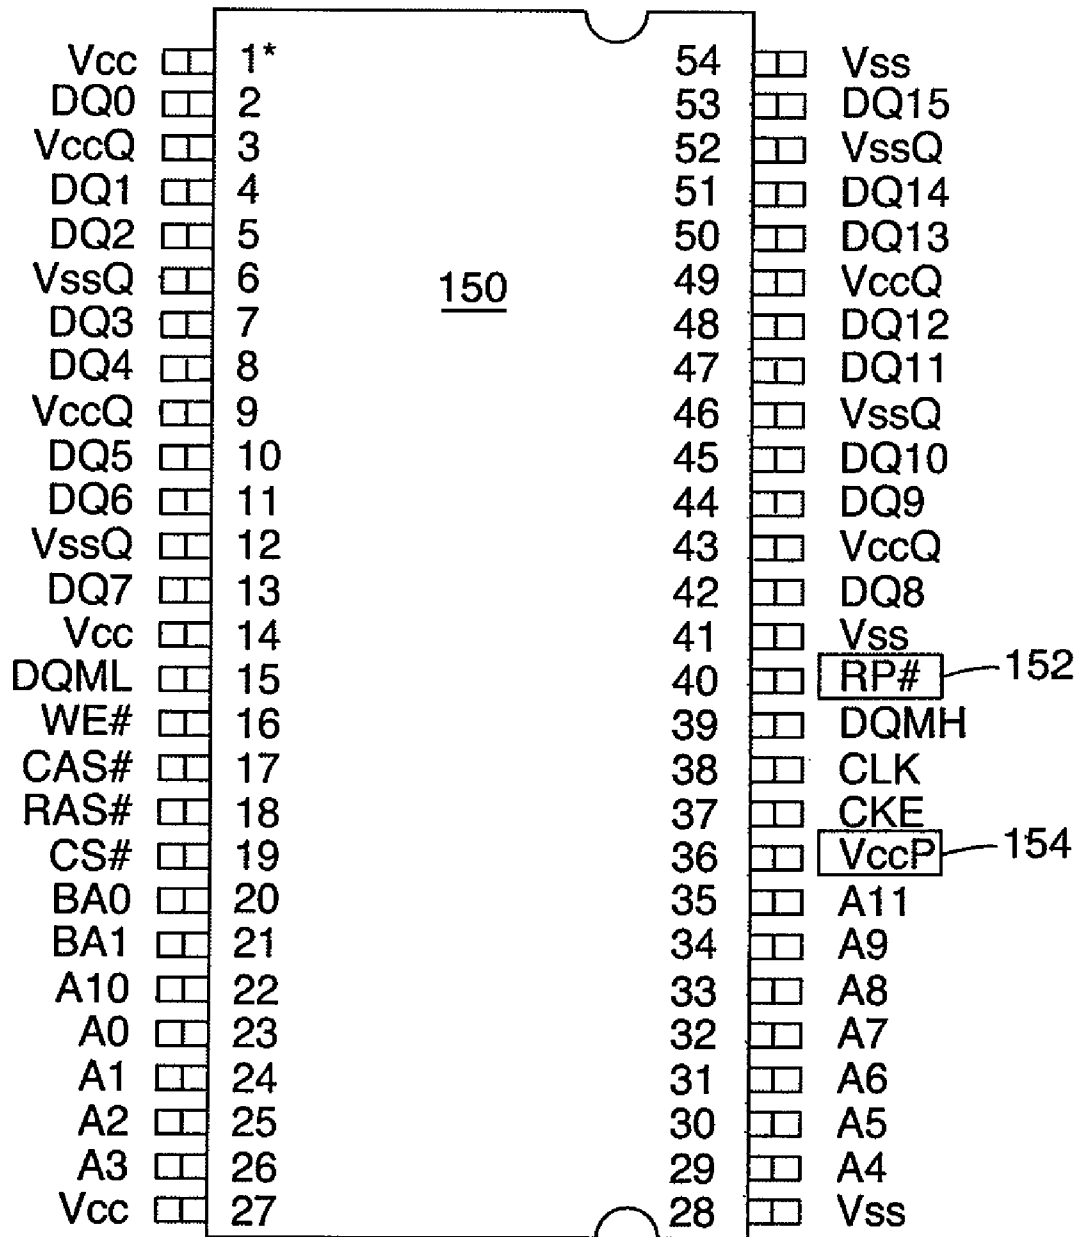 Vcc 1* 54 Vss
DQ0 2 53 DQ15
VccQ 3 52 VssQ
DQ1 4 51 DQ14
DQ2 5 50 DQ13
VssQ 6 150 49 VccQ
DQ3 7 48 DQ12
DQ4 8 47 DQ11
VccQ 9 46 VssQ
DQ5 10 45 DQ10
DQ6 11 44 DQ9
VssQ 12 43 VccQ
DQ7 13 42 DQ8
Vcc 14 41 Vss
DQML 15 40 RP# 152
WE# 16 39 DQMH
CAS# 17 38 CLK
RAS# 18 37 CKE
CS# 19 36 VccP 154
BA0 20 35 A11
BA1 21 34 A9
A10 22 33 A8
A0 23 32 A7
A1 24 31 A6
A2 25 30 A5
A3 26 29 A4
Vcc 27 28 Vss